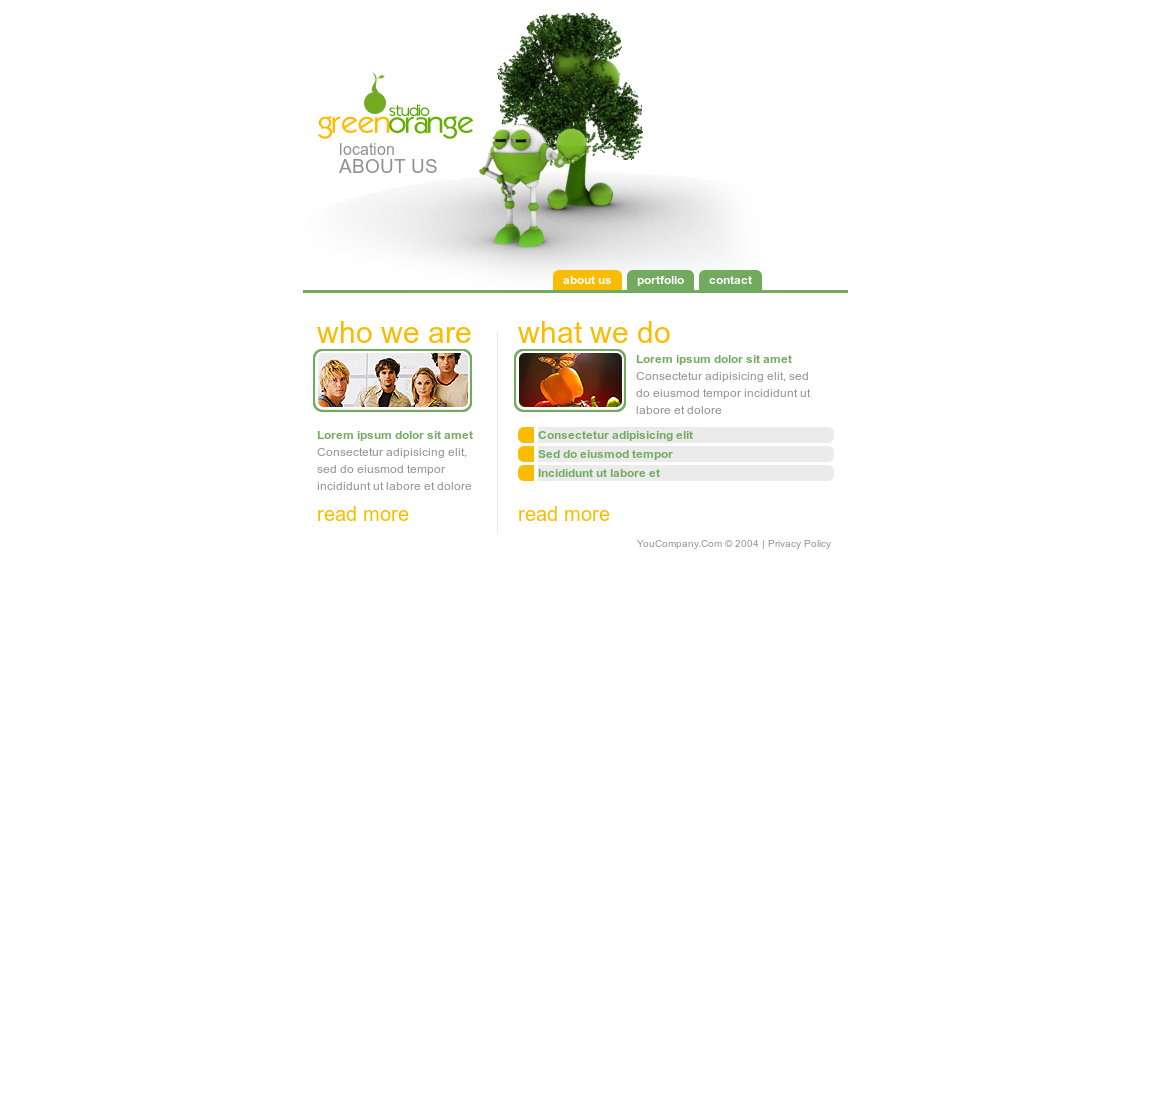 studio
greenorange
location
ABOUT US
about us
portfolio
contact
who we are
Lorem ipsum dolor sit amet
Consectetur adipisicing elit,
sed do eiusmod tempor
incididunt ut labore et dolore
read more
what we do
Lorem ipsum dolor sit amet
Consectetur adipisicing elit, sed
do eiusmod tempor incididunt ut
labore et dolore
Consectetur adipisicing elit
Sed do eiusmod tempor
Incididunt ut labore et
read more
YouCompany.Com © 2004 | Privacy Policy